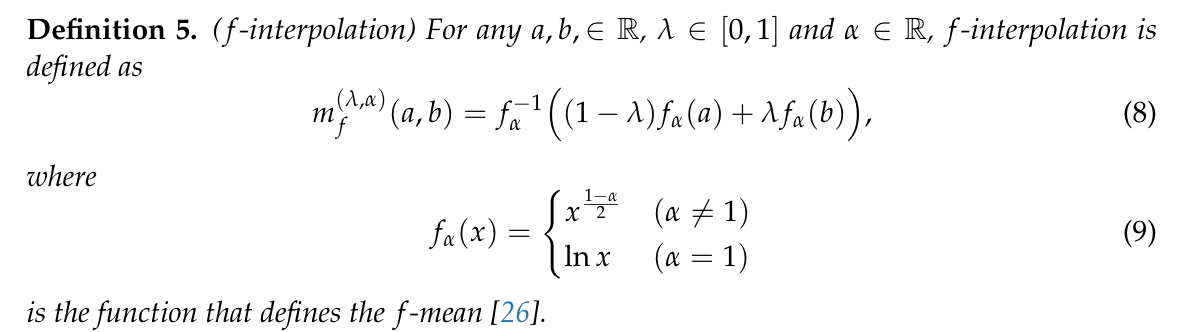 Definition 5. (f-interpolation) For any a, b, ∈ ℝ, λ ∈ [0, 1] and α ∈ ℝ, f-interpolation is
defined as
m_f^{(λ,α)}(a, b) = f_α^{-1}((1 − λ)f_α(a) + λf_α(b)), (8)
where
f_α(x) = { x^{\frac{1−α}{2}} (α ≠ 1)
ln x (α = 1) (9)
is the function that defines the f-mean [26].